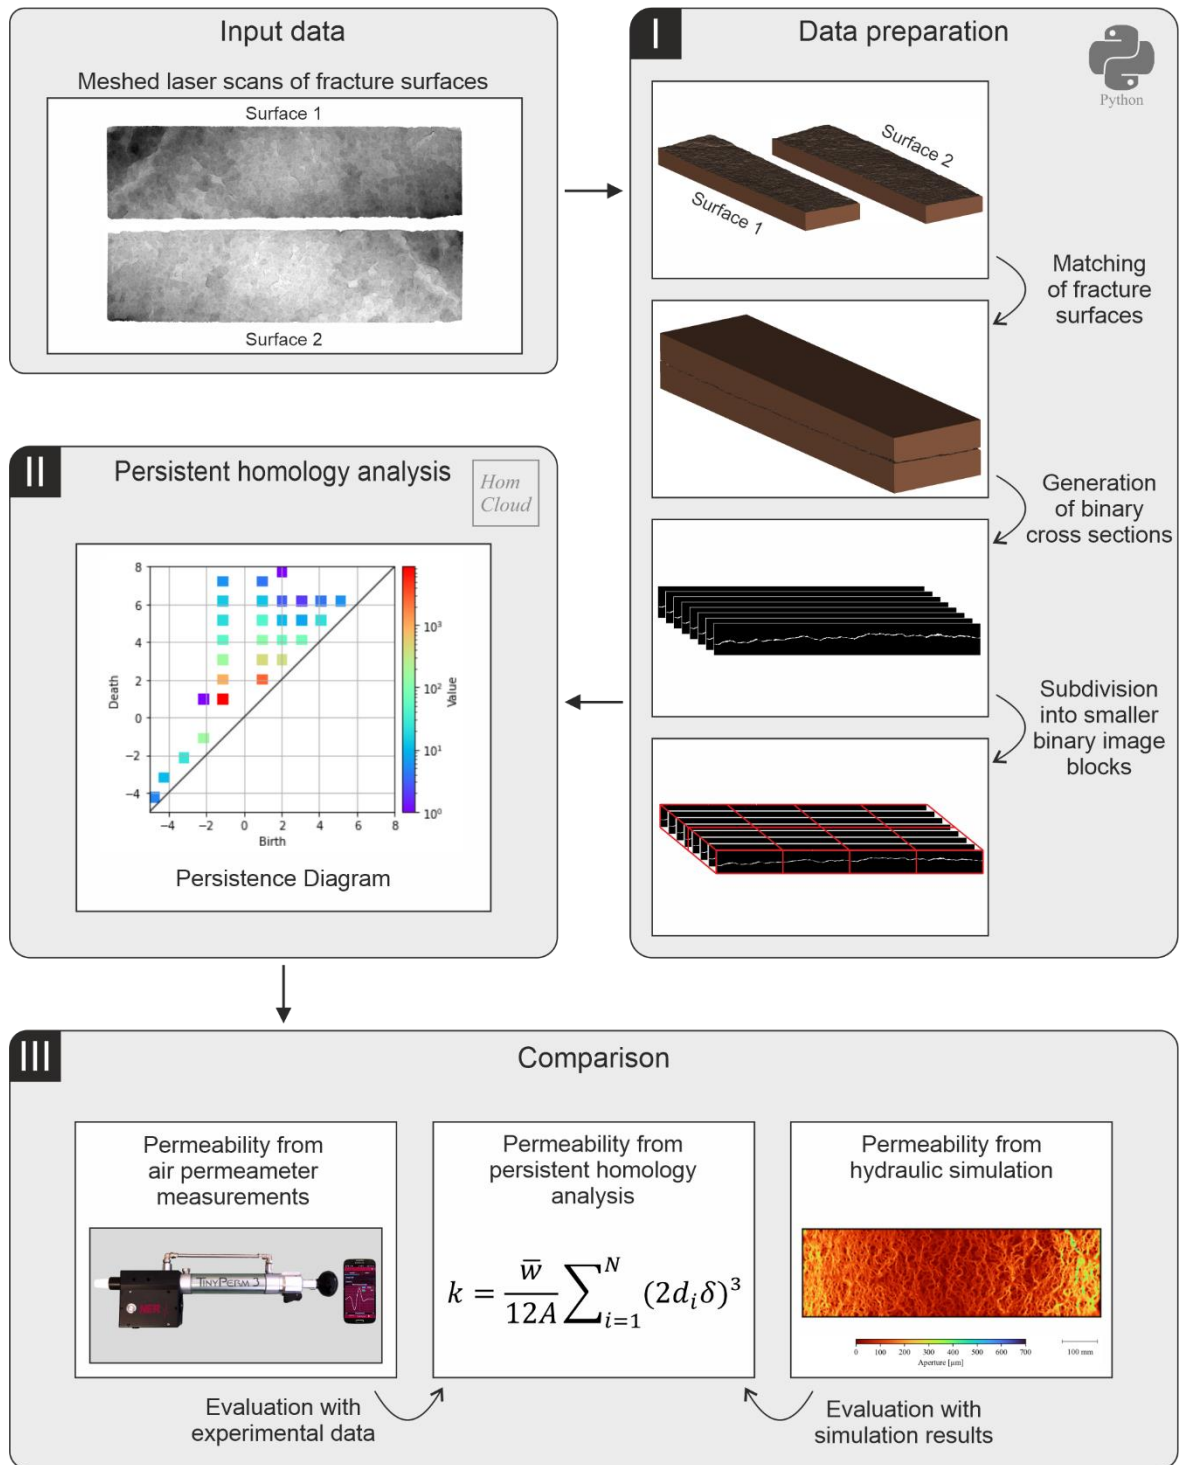 Input data
Meshed laser scans of fracture surfaces
Surface 1
Surface 2
I
Data preparation
Python
Surface 1
Surface 2
Matching
of fracture
surfaces
Generation
of binary
cross sections
Subdivision
into smaller
binary image
blocks
II
Persistent homology analysis
Hom
Cloud
8
6
4
2
0
−2
−4
Death
−4
−2
0
2
4
6
8
Birth
10³
10²
10¹
10⁰
Value
Persistence Diagram
III
Comparison
Permeability from
air permeameter
measurements
TINYPERM 3
Evaluation with
experimental data
Permeability from
persistent homology
analysis
k = w̅/12A ∑ᵢ₌₁ᴺ (2dᵢδ)³
Permeability from
hydraulic simulation
0 100 200 300 400 500 600 700
Aperture [µm]
100 mm
Evaluation with
simulation results